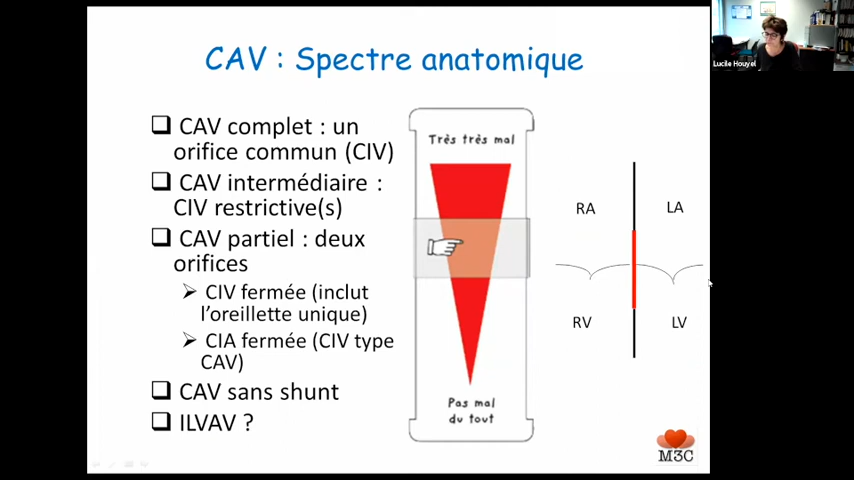 CAV : Spectre anatomique
CAV complet : un
orifice commun (CIV)
CAV intermédiaire :
CIV restrictive(s)
CAV partiel : deux
orifices
CIV fermée (inclut
l'oreillette unique)
CIA fermée (CIV type
CAV)
CAV sans shunt
ILVAV ?
Très très mal
Pas mal
du tout
RA
LA
RV
LV
M3C
Lucile Houyel